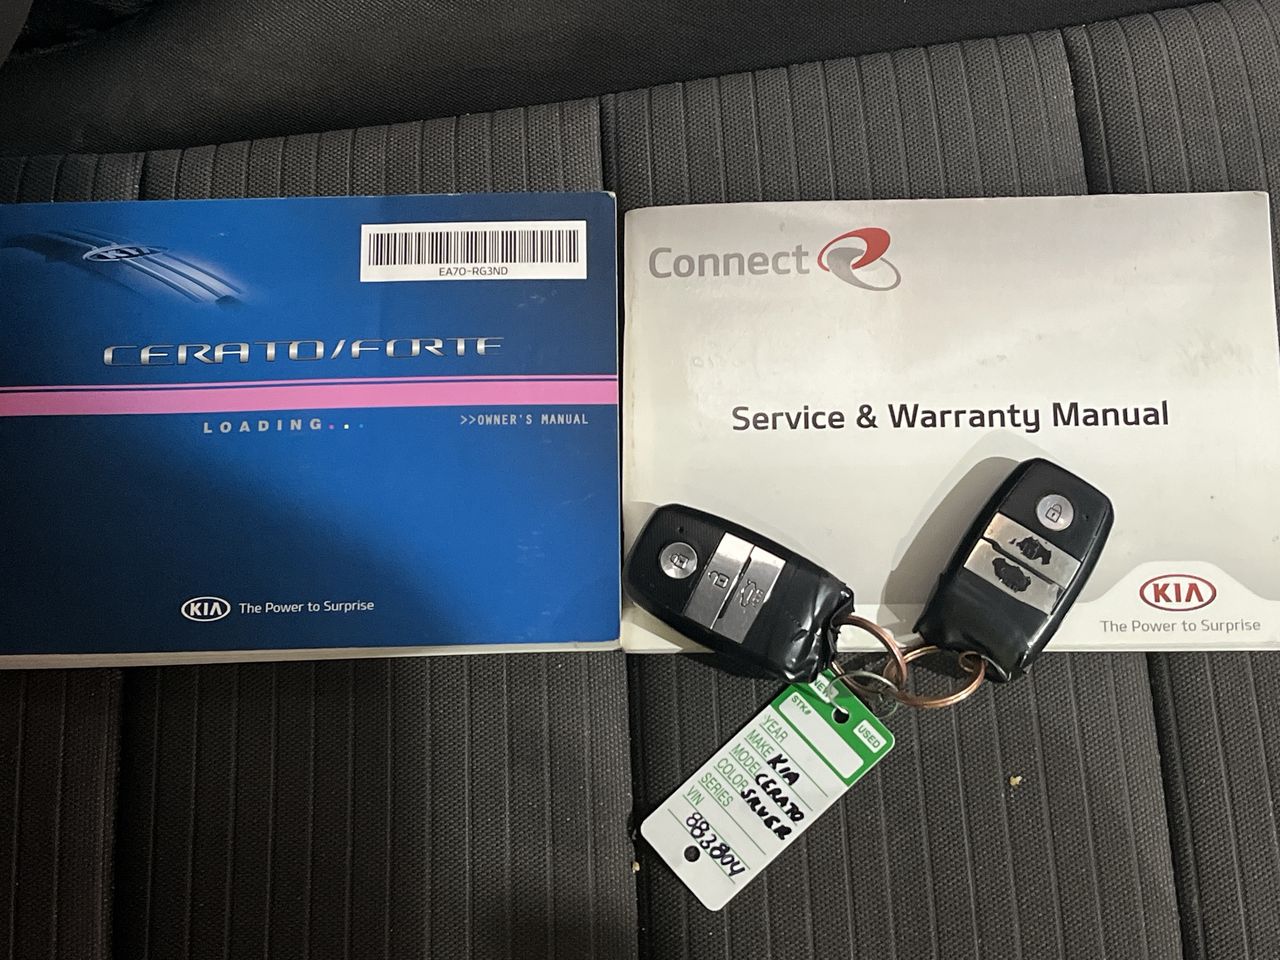 KIA
EA70-RG3ND
CERATO/FORTE
LOADING...
>>OWNER'S MANUAL
KIA The Power to Surprise
Connect
Service & Warranty Manual
KIA
The Power to Surprise
NEW
STK#
USED
YEAR
MAKE KIA
MODEL CERATO
COLOR SILVER
SERIES
VIN
883804